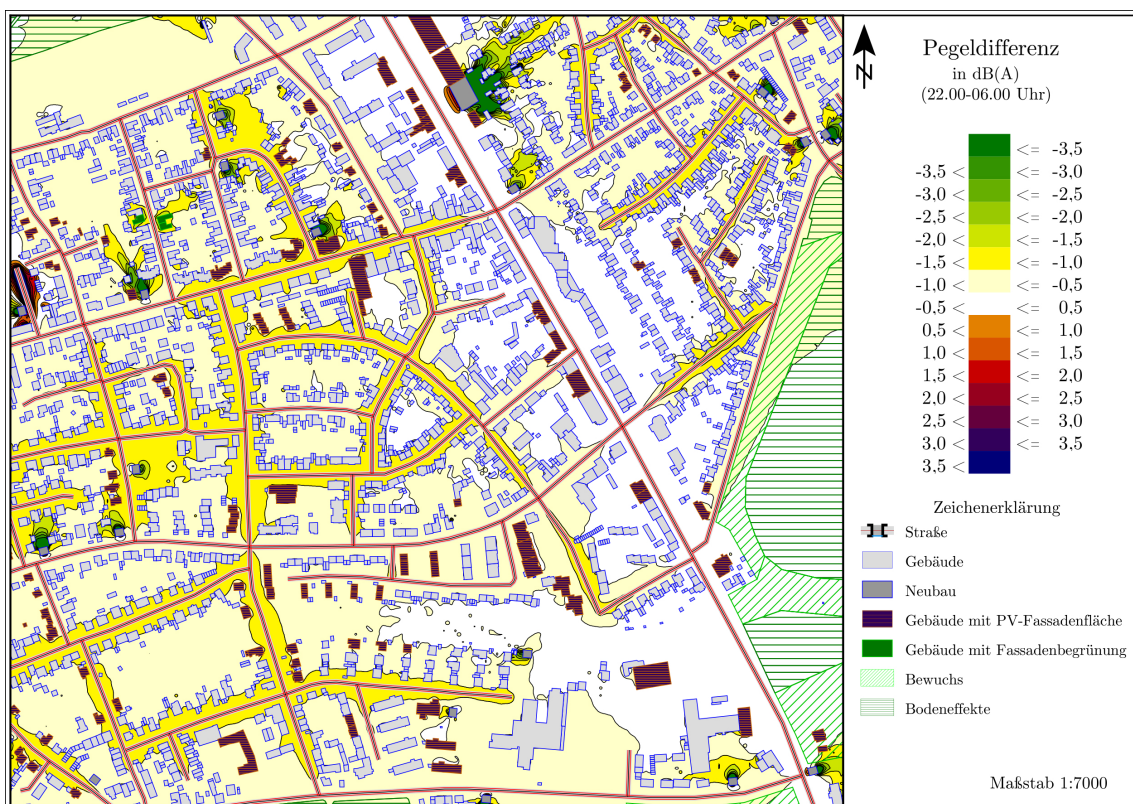 N
Pegeldifferenz
in dB(A)
(22.00-06.00 Uhr)
<= -3,5
-3.5 < <= -3.0
-3.0 < <= -2.5
-2.5 < <= -2.0
-2.0 < <= -1.5
-1.5 < <= -1.0
-1.0 < <= -0.5
-0.5 < <= 0.5
0.5 < <= 1.0
1.0 < <= 1.5
1.5 < <= 2.0
2.0 < <= 2.5
2.5 < <= 3.0
3.0 < <= 3,5
3.5 <
Zeichenerklärung
Straße
Gebäude
Neubau
Gebäude mit PV-Fassadenfläche
Gebäude mit Fassadenbegrünung
Bewuchs
Bodeneffekte
Maßstab 1:7000